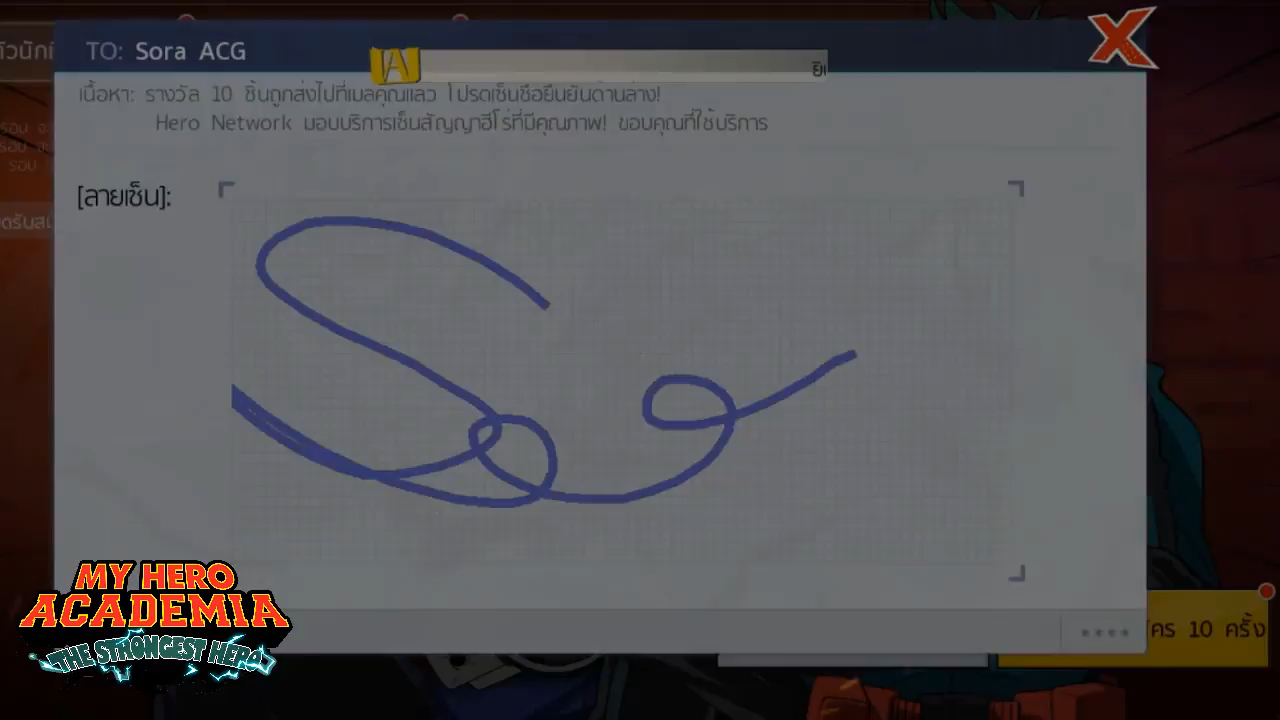 TO: Sora ACG
เนื้อหา: รางวัล 10 ชิ้นถูกส่งไปที่เมลคุณแล้ว โปรดเซ็นชื่อยืนยันด้านล่าง!
Hero Network มอบบริการเซ็นสัญญาฮีโร่ที่มีคุณภาพ! ขอบคุณที่ใช้บริการ
[ลายเซ็น]:
MY HERO
ACADEMIA
THE STRONGEST HERO
10 ครั้ง